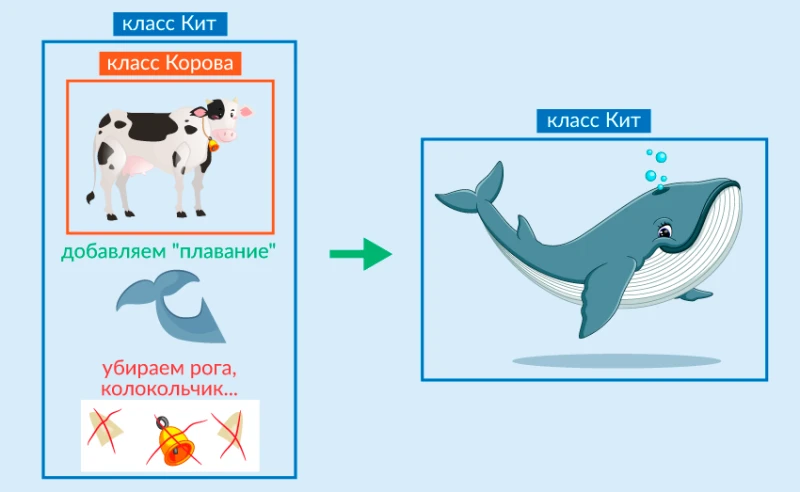 класс Кит
класс Корова
добавляем "плавание"
убираем рога,
колокольчик...
класс Кит